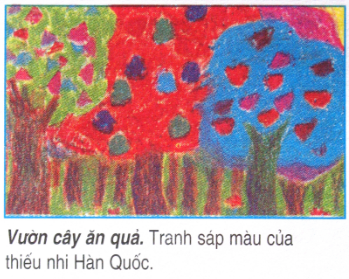 Vườn cây ăn quả. Tranh sáp màu của
thiếu nhi Hàn Quốc.